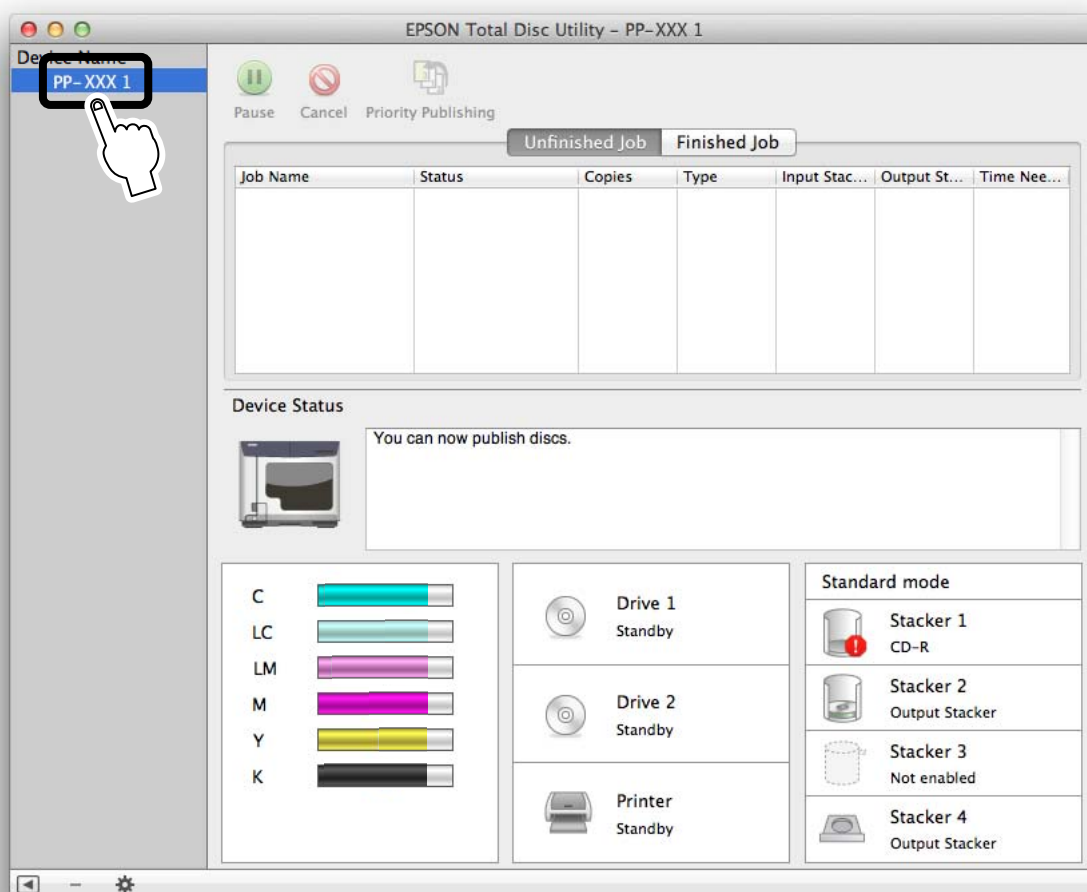 EPSON Total Disc Utility – PP-XXX 1
Device Name
PP-XXX 1
Pause Cancel Priority Publishing
Unfinished Job Finished Job
Job Name Status Copies Type Input Stac... Output St... Time Nee...
Device Status
You can now publish discs.
C
LC
LM
M
Y
K
Drive 1
Standby
Drive 2
Standby
Printer
Standby
Standard mode
Stacker 1
CD-R
Stacker 2
Output Stacker
Stacker 3
Not enabled
Stacker 4
Output Stacker